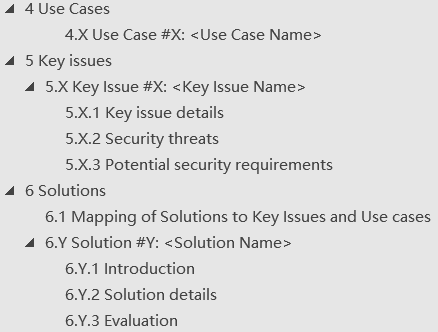 4 Use Cases
4.X Use Case #X: <Use Case Name>
5 Key issues
5.X Key Issue #X: <Key Issue Name>
5.X.1 Key issue details
5.X.2 Security threats
5.X.3 Potential security requirements
6 Solutions
6.1 Mapping of Solutions to Key Issues and Use cases
6.Y Solution #Y: <Solution Name>
6.Y.1 Introduction
6.Y.2 Solution details
6.Y.3 Evaluation